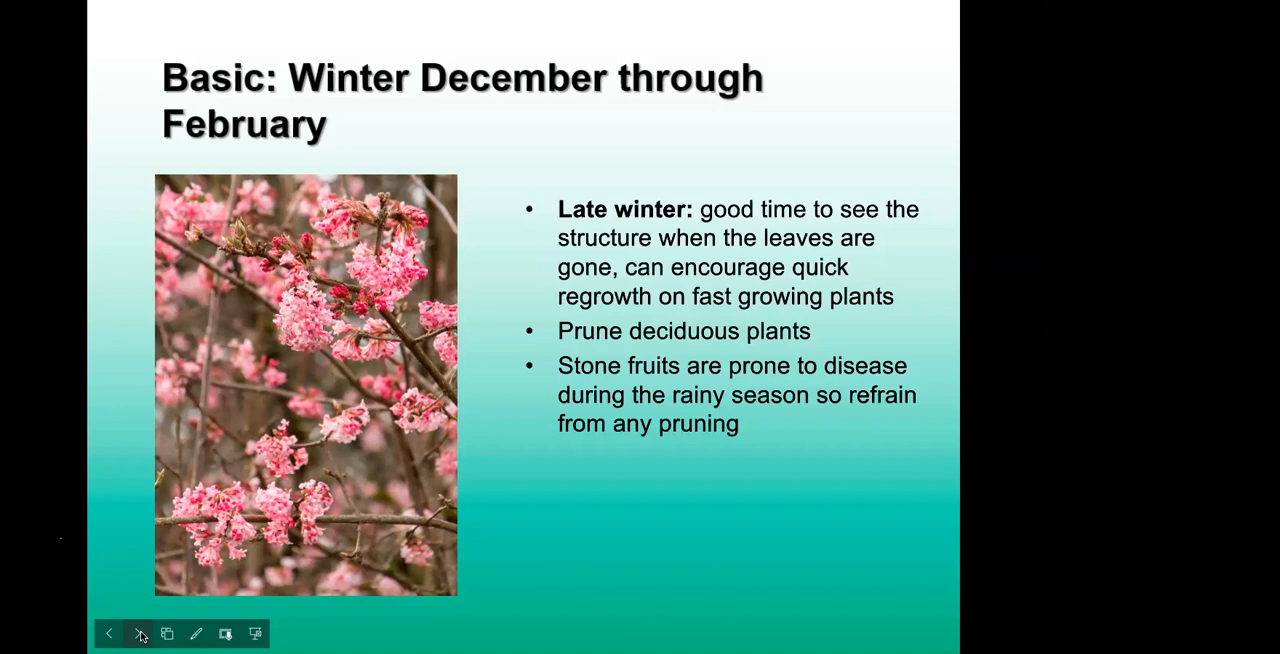 Basic: Winter December through
February
• Late winter: good time to see the
structure when the leaves are
gone, can encourage quick
regrowth on fast growing plants
• Prune deciduous plants
• Stone fruits are prone to disease
during the rainy season so refrain
from any pruning